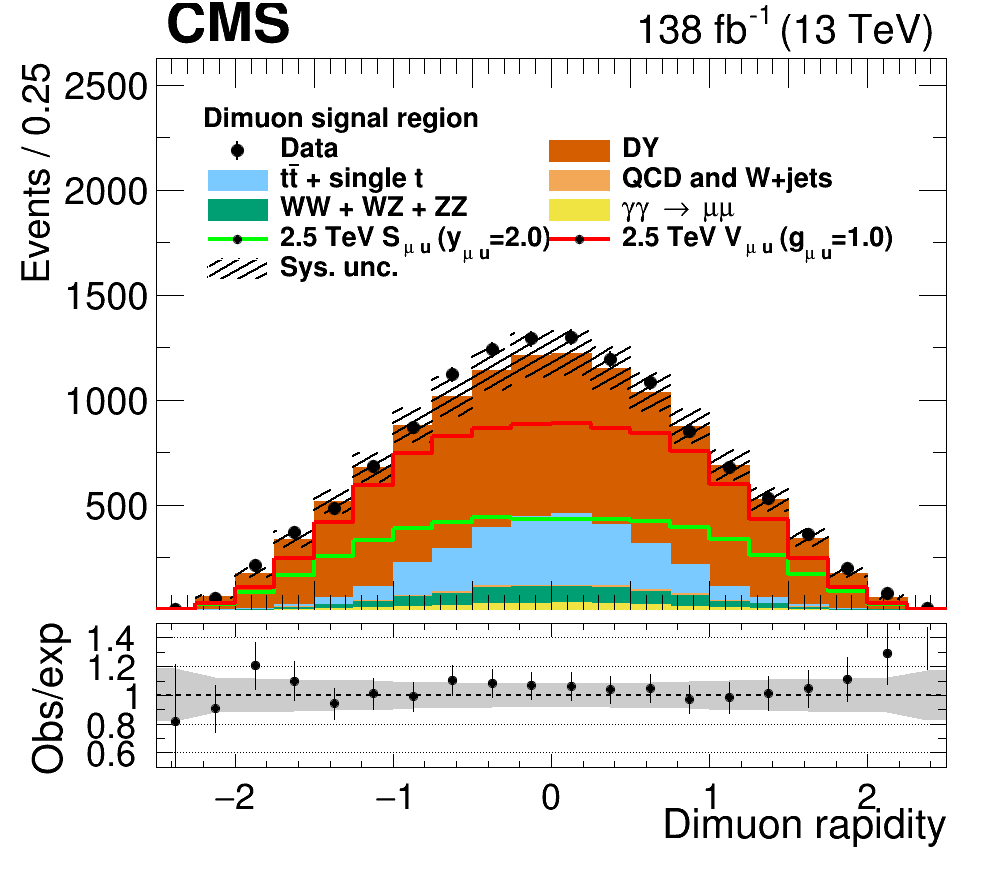 CMS 138 fb-1 (13 TeV)
Events / 0.25
2500
2000
1500
1000
500
Dimuon signal region
Data DY
tt̄ + single t QCD and W+jets
WW + WZ + ZZ γγ → μμ
2.5 TeV Sμu (yμu=2.0) 2.5 TeV Vμu (gμu=1.0)
Sys. unc.
Obs/exp
1.4
1.2
1
0.8
0.6
−2 −1 0 1 2
Dimuon rapidity